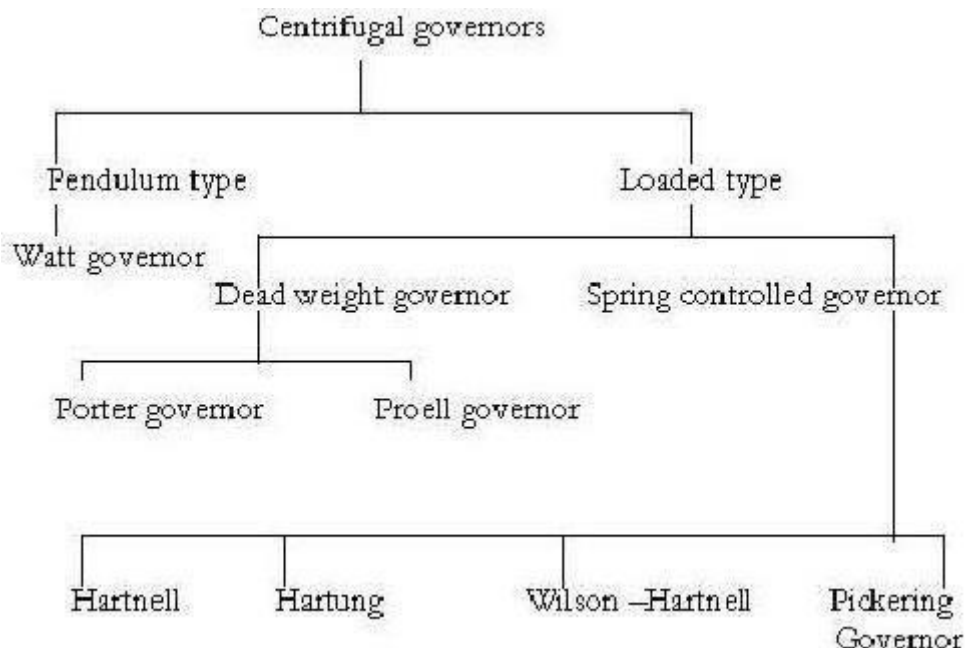 Centrifugal governors
Pendulum type
Loaded type
Watt governor
Dead weight governor
Spring controlled governor
Porter governor
Proell governor
Hartnell
Hartung
Wilson –Hartnell
Pickering
Governor